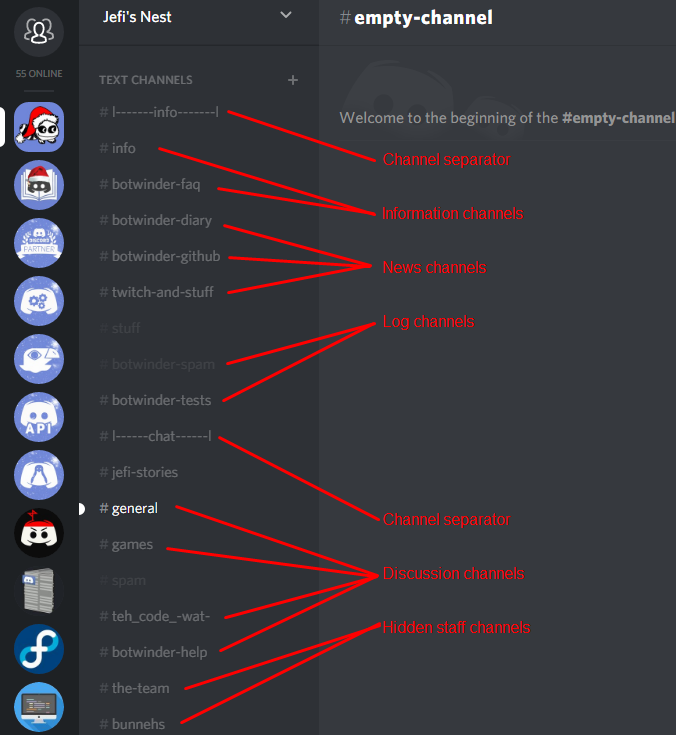 Jefi's Nest
#empty-channel
55 ONLINE
TEXT CHANNELS +
# |-------info-------|
Welcome to the beginning of the #empty-channel
# info
Channel separator
# botwinder-faq
Information channels
# botwinder-diary
# botwinder-github
News channels
# twitch-and-stuff
# stuff
Log channels
# botwinder-spam
# botwinder-tests
# |------chat------|
# jefi-stories
# general
Channel separator
# games
# spam
Discussion channels
# teh_code_-wat-
Hidden staff channels
# botwinder-help
# the-team
# bunnehs
DISCORD
PARTNER
API